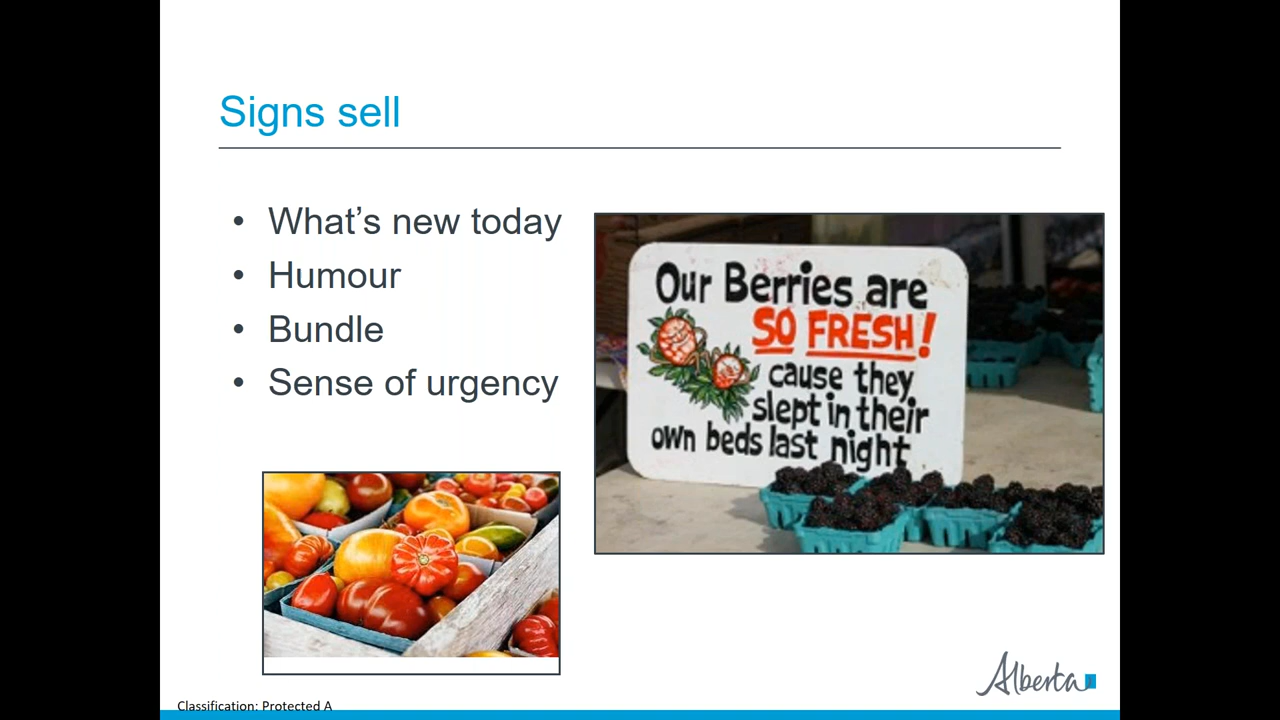 Signs sell
• What’s new today
• Humour
• Bundle
• Sense of urgency
Our Berries are
SO FRESH!
cause they
slept in their
own beds last night
Alberta
Classification: Protected A